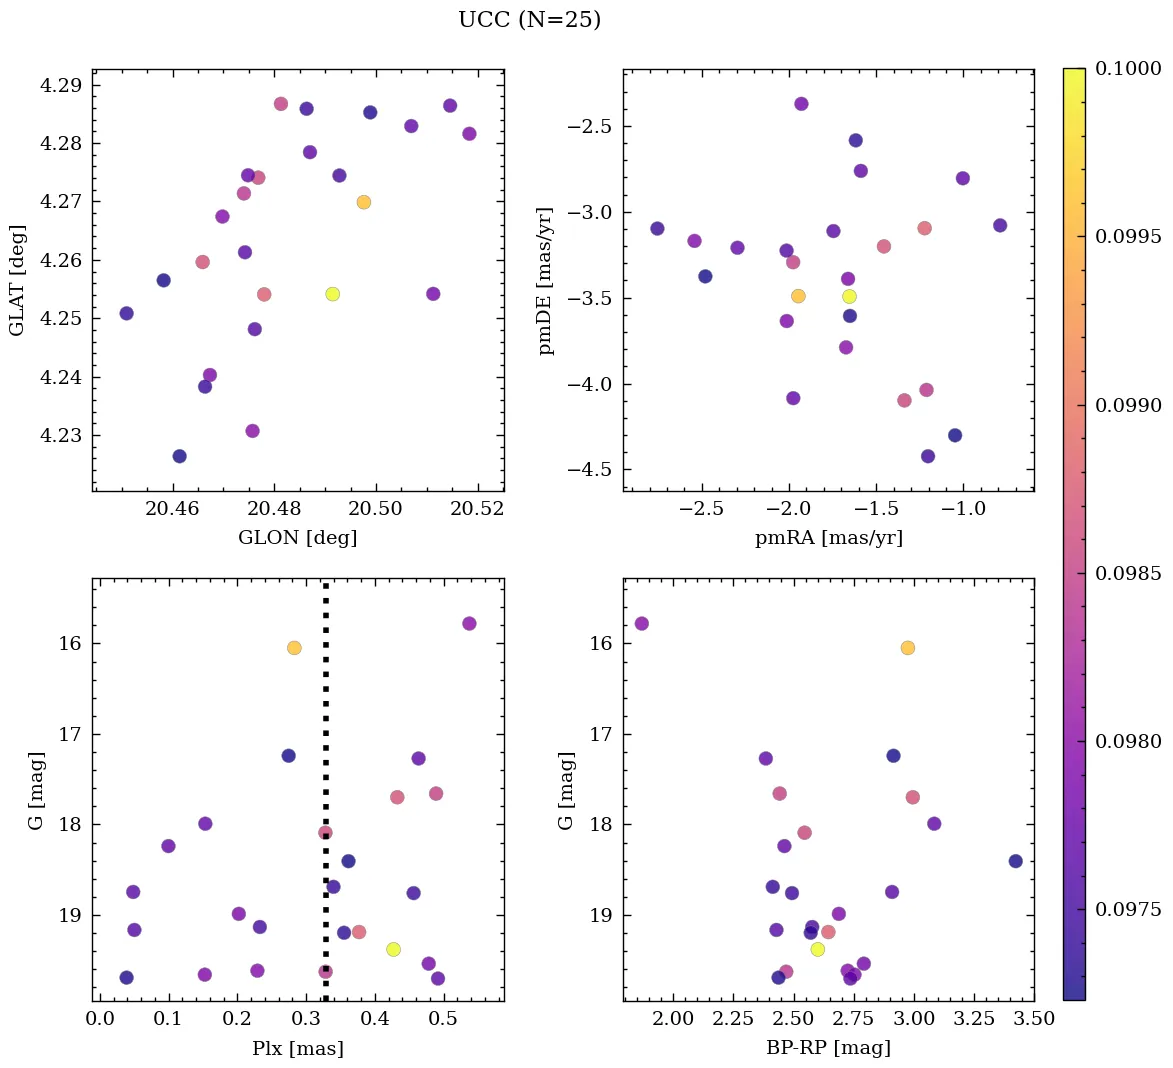 UCC (N=25)
4.29
4.28
4.27
4.26
4.25
4.24
4.23
GLAT [deg]
20.46 20.48 20.50 20.52
GLON [deg]
−2.5
−3.0
−3.5
−4.0
−4.5
pmDE [mas/yr]
−2.5 −2.0 −1.5 −1.0
pmRA [mas/yr]
16
17
18
19
G [mag]
0.0 0.1 0.2 0.3 0.4 0.5
Plx [mas]
16
17
18
19
G [mag]
2.00 2.25 2.50 2.75 3.00 3.25 3.50
BP-RP [mag]
0.1000
0.0995
0.0990
0.0985
0.0980
0.0975